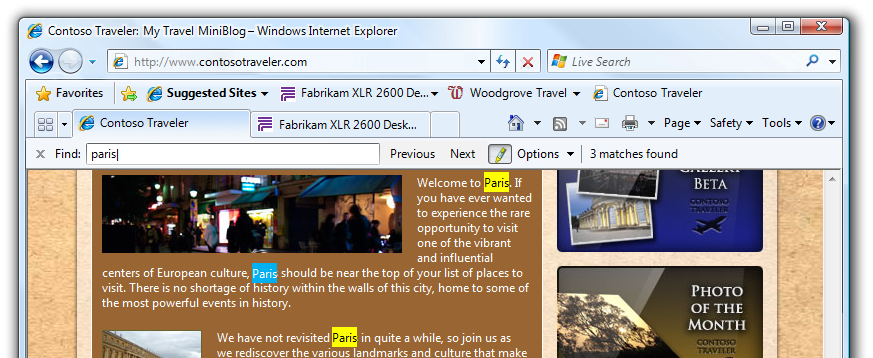 Contoso Traveler: My Travel MiniBlog – Windows Internet Explorer
http://www.contosotraveler.com
Live Search
Favorites
Suggested Sites
Fabrikam XLR 2600 De...
Woodgrove Travel
Contoso Traveler
Contoso Traveler
Fabrikam XLR 2600 Desk...
Page
Safety
Tools
Find: paris
Previous
Next
Options
3 matches found
Welcome to Paris. If
you have ever wanted
to experience the rare
opportunity to visit
one of the vibrant
and influential
centers of European culture, Paris should be near the top of your list of places to
visit. There is no shortage of history within the walls of this city, home to some of
the most powerful events in history.
We have not revisited Paris in quite a while, so join us as
we rediscover the various landmarks and culture that make
Gallery
Beta
Contoso
Traveler
Photo
of the
Month
Contoso
Traveler